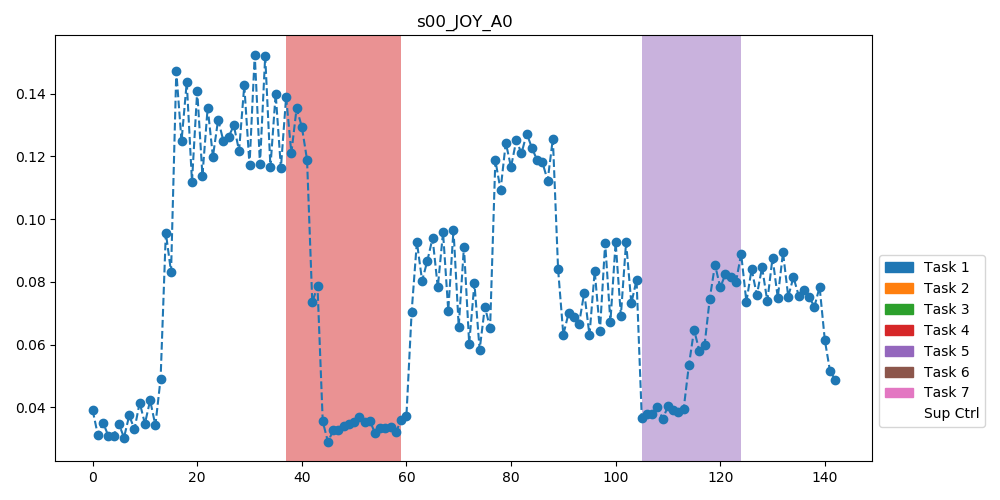 s00_JOY_A0
0.14
0.12
0.10
0.08
0.06
0.04
0 20 40 60 80 100 120 140
Task 1
Task 2
Task 3
Task 4
Task 5
Task 6
Task 7
Sup Ctrl